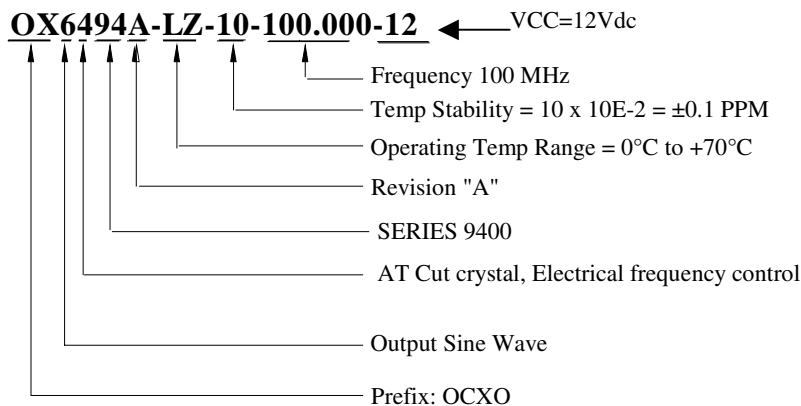 OX6494A-LZ-10-100.000-12 VCC=12Vdc
Frequency 100 MHz
Temp Stability = 10 x 10E-2 = ±0.1 PPM
Operating Temp Range = 0°C to +70°C
Revision "A"
SERIES 9400
AT Cut crystal, Electrical frequency control
Output Sine Wave
Prefix: OCXO